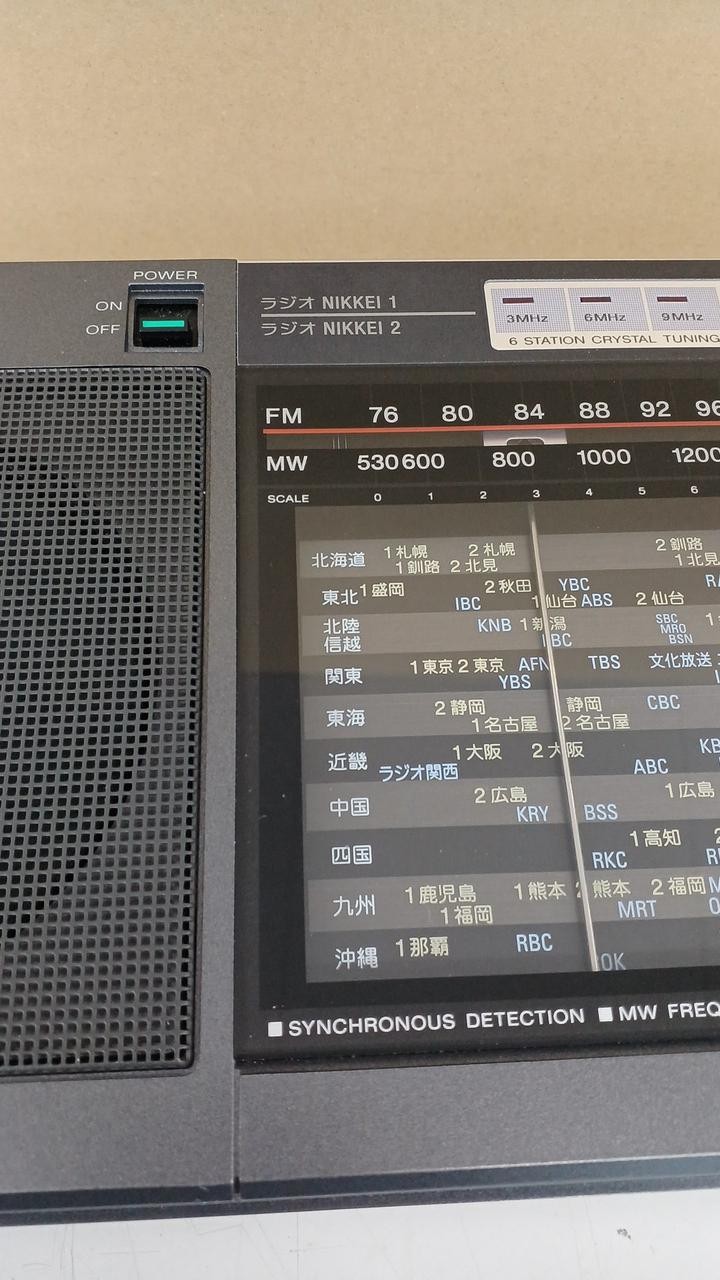 POWER
ON
OFF
ラジオ NIKKEI 1
ラジオ NIKKEI 2
3MHz 6MHz 9MHz
6 STATION CRYSTAL TUNING
FM 76 80 84 88 92 96
MW 530 600 800 1000 1200
SCALE 0 1 2 3 4 5 6
北海道 1札幌 2札幌 2釧路
1釧路 2北見 1北見
東北 1盛岡 2秋田 YBC
IBC 1仙台 ABS 2仙台
北陸 KNB 1新潟 SBC
MRO
信越 BSN
関東 1東京 2東京 AFN TBS 文化放送
YBS
東海 2静岡 静岡 CBC
1名古屋 2名古屋
近畿 1大阪 2大阪
ラジオ関西 ABC
中国 2広島 1広島
KRY BSS
四国 1高知
RKC
九州 1鹿児島 1熊本 熊本 2福岡
1福岡 MRT
沖縄 1那覇 RBC
■SYNCHRONOUS DETECTION ■MW FREQ